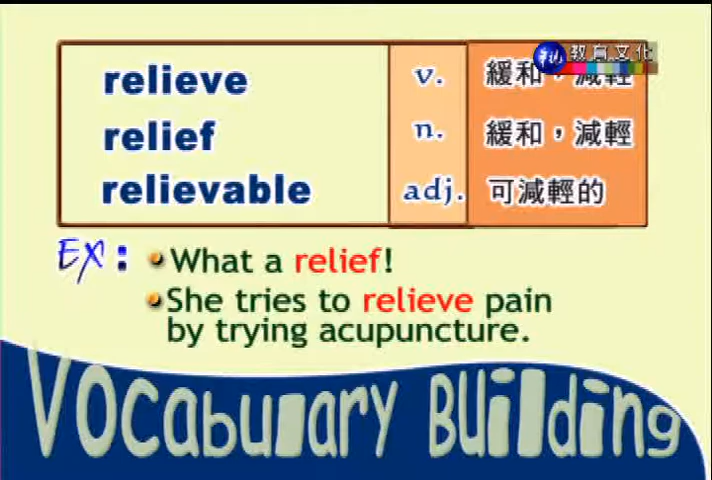 教育文化
relieve v. 緩和，減輕
relief n. 緩和，減輕
relievable adj. 可減輕的
EX: • What a relief!
• She tries to relieve pain
by trying acupuncture.
Vocabulary Building